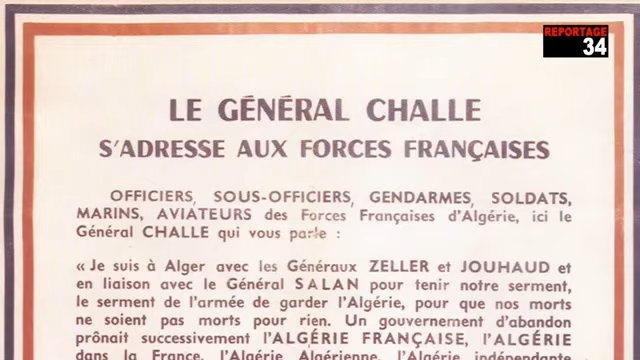 REPORTAGE
34
LE GÉNÉRAL CHALLE
S'ADRESSE AUX FORCES FRANÇAISES
OFFICIERS, SOUS-OFFICIERS, GENDARMES, SOLDATS,
MARINS, AVIATEURS des Forces Françaises d'Algérie, ici le
Général CHALLE qui vous parle :
« Je suis à Alger avec les Généraux ZELLER et JOUHAUD et
en liaison avec le Général SALAN pour tenir notre serment,
le serment de l'armée de garder l'Algérie, pour que nos morts
ne soient pas morts pour rien. Un gouvernement d'abandon
prônait successivement l'ALGÉRIE FRANÇAISE, l'ALGÉRIE
dans la France, l'Algérie Algérienne, l'Algérie indépendante